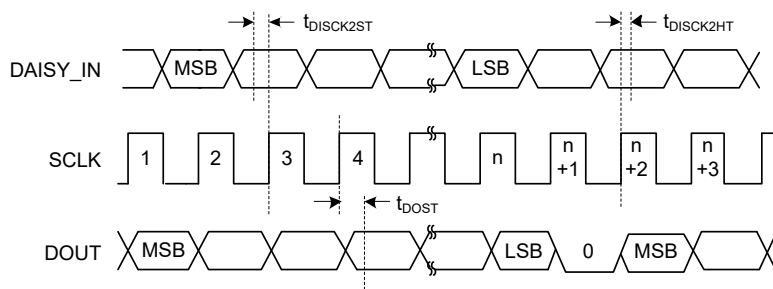 tDISCK2ST tDISCK2HT
DAISY_IN MSB LSB
SCLK 1 2 3 4 n n +1 n +2 n +3
tDOST
DOUT MSB LSB 0 MSB